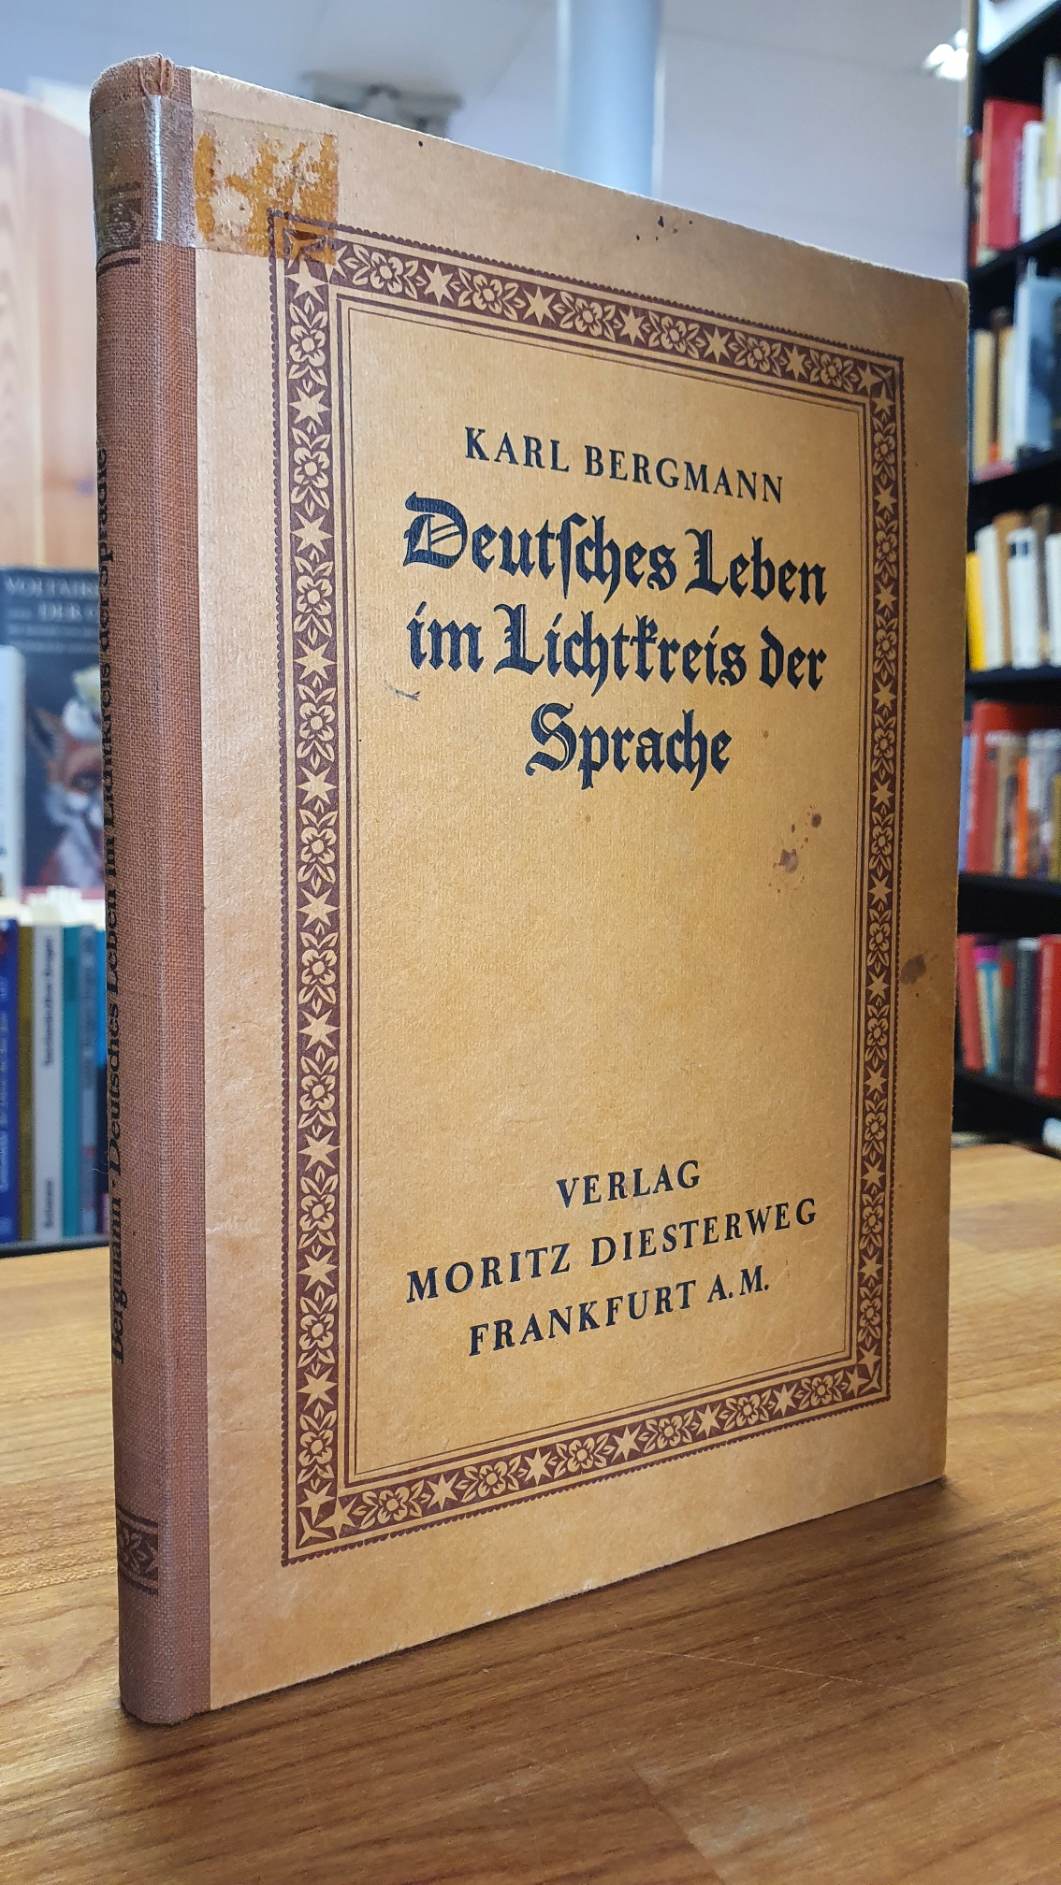 KARL BERGMANN
Deutſches Leben
im Lichtkreis der
Sprache
VERLAG
MORITZ DIESTERWEG
FRANKFURT A. M.
Bergmann · Deutsches Leben im Lichtkreis der Sprache
VOLTAIRE